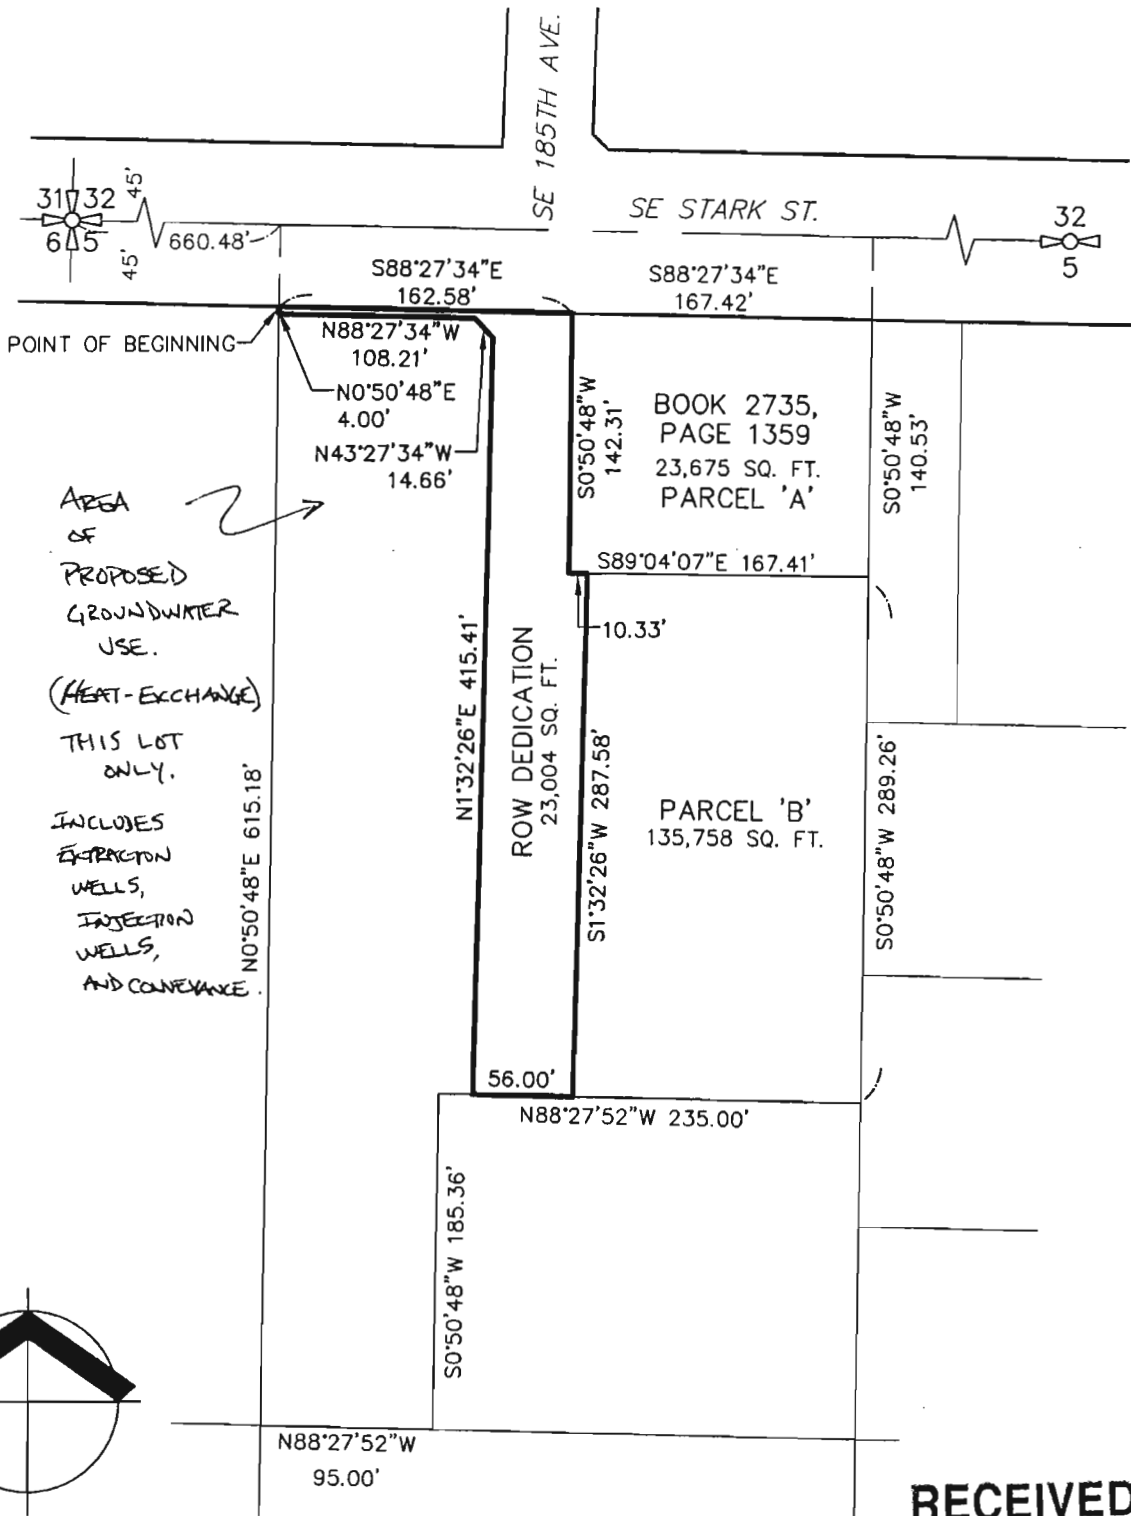 SE 185TH AVE.
SE STARK ST.
31 32
6 5
45'
45'
660.48'
32
5
S88°27'34"E
162.58'
S88°27'34"E
167.42'
POINT OF BEGINNING
N88°27'34"W
108.21'
N0°50'48"E
4.00'
N43°27'34"W
14.66'
S0°50'48"W
142.31'
BOOK 2735,
PAGE 1359
23,675 SQ. FT.
PARCEL 'A'
S0°50'48"W
140.53'
S89°04'07"E 167.41'
10.33'
AREA
OF
PROPOSED
GROUNDWATER
USE.
(HEAT-EXCHANGE)
THIS LOT
ONLY.
INCLUDES
EXTRACTION
WELLS,
INJECTION
WELLS,
AND CONVEYANCE.
N0°50'48"E 615.18'
N1°32'26"E 415.41'
ROW DEDICATION
23,004 SQ. FT.
S1°32'26"W 287.58'
PARCEL 'B'
135,758 SQ. FT.
S0°50'48"W 289.26'
56.00'
N88°27'52"W 235.00'
S0°50'48"W 185.36'
N88°27'52"W
95.00'
RECEIVED